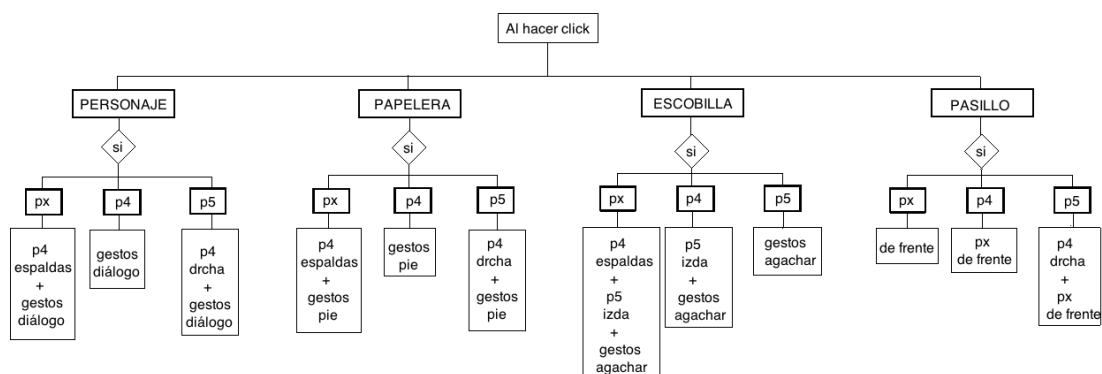 Al hacer click
PERSONAJE
PAPELERA
ESCOBILLA
PASILLO
si
si
si
si
px
p4
p5
px
p4
p5
px
p4
p5
px
p4
p5
p4
espaldas
+
gestos
diálogo
gestos
diálogo
p4
drcha
+
gestos
diálogo
p4
espaldas
+
gestos
pie
gestos
pie
p4
drcha
+
gestos
pie
p4
espaldas
+
p5
izda
+
gestos
agachar
p5
izda
+
gestos
agachar
gestos
agachar
de frente
px
de frente
p4
drcha
+
px
de frente